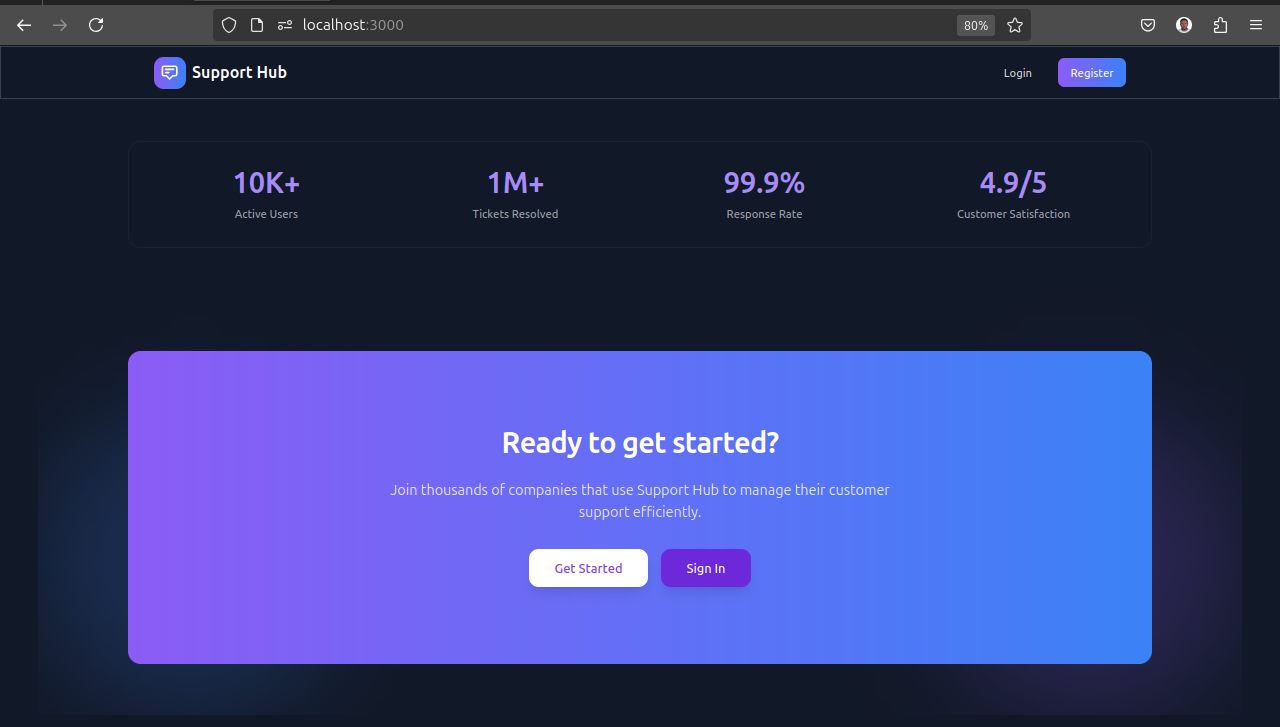 localhost:3000
80%
Support Hub
Login
Register
10K+
1M+
99.9%
4.9/5
Active Users
Tickets Resolved
Response Rate
Customer Satisfaction
Ready to get started?
Join thousands of companies that use Support Hub to manage their customer
support efficiently.
Get Started
Sign In